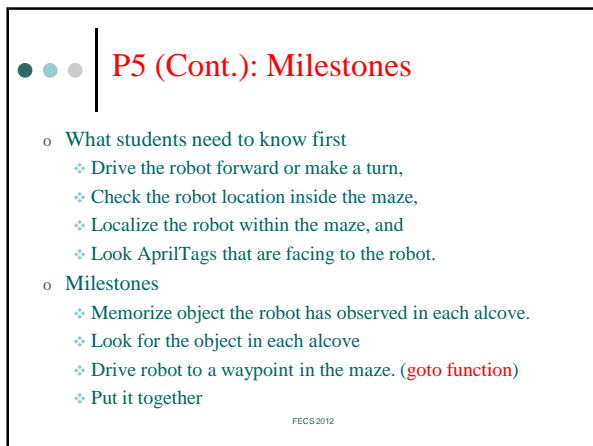 P5 (Cont.): Milestones
o What students need to know first
❖ Drive the robot forward or make a turn,
❖ Check the robot location inside the maze,
❖ Localize the robot within the maze, and
❖ Look AprilTags that are facing to the robot.
o Milestones
❖ Memorize object the robot has observed in each alcove.
❖ Look for the object in each alcove
❖ Drive robot to a waypoint in the maze. (goto function)
❖ Put it together
FECS 2012